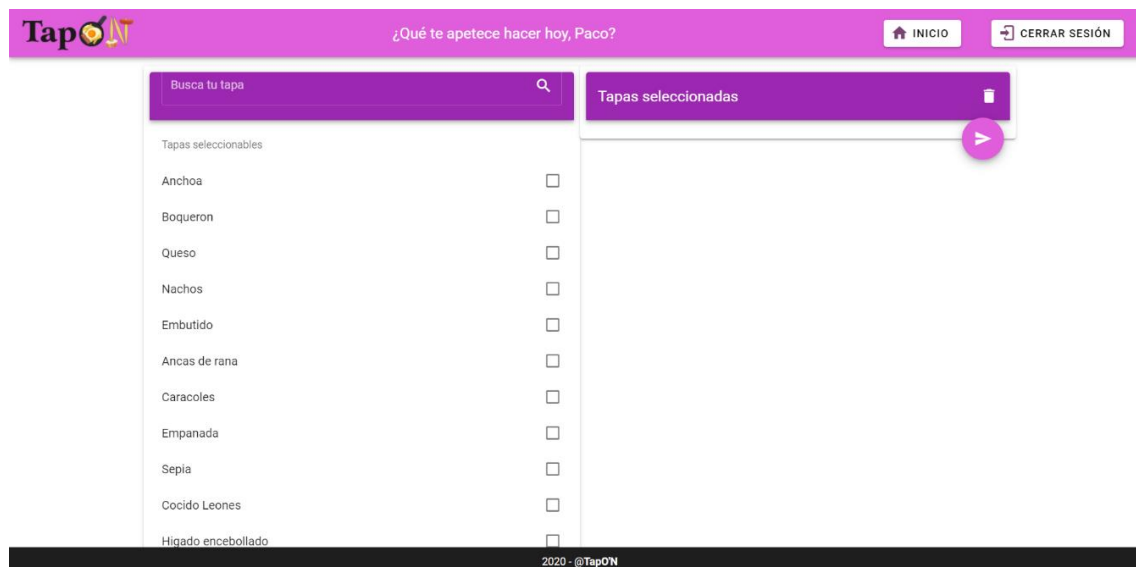 TapO'N
¿Qué te apetece hacer hoy, Paco?
INICIO
CERRAR SESIÓN
Busca tu tapa
Tapas seleccionables
Anchoa
Boqueron
Queso
Nachos
Embutido
Ancas de rana
Caracoles
Empanada
Sepia
Cocido Leones
Higado encebollado
Tapas seleccionadas
2020 - @TapO'N